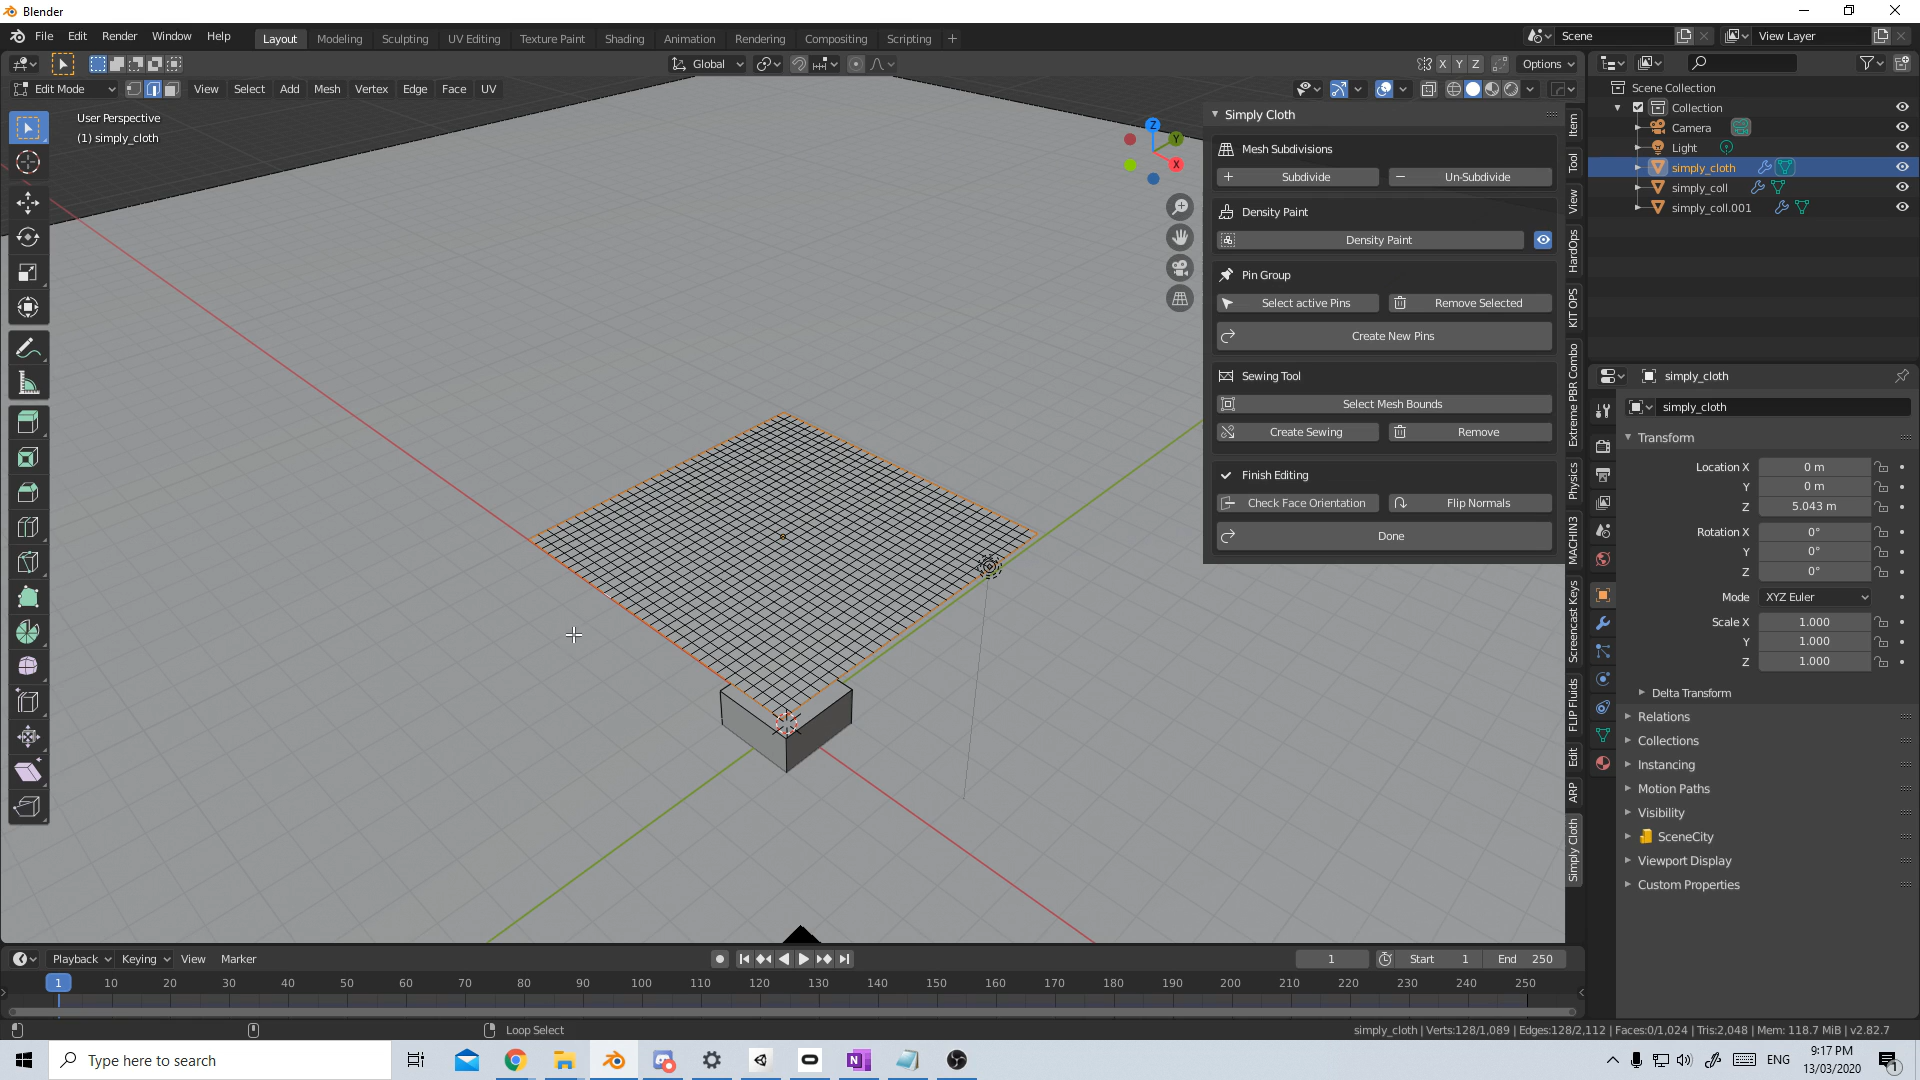 Blender
File Edit Render Window Help
Layout Modeling Sculpting UV Editing Texture Paint Shading Animation Rendering Compositing Scripting +
Scene
View Layer
Global
X Y Z
Options
Edit Mode
View Select Add Mesh Vertex Edge Face UV
User Perspective
(1) simply_cloth
Z
Y
X
Simply Cloth
Mesh Subdivisions
Subdivide
Un-Subdivide
Density Paint
Density Paint
Pin Group
Select active Pins
Remove Selected
Create New Pins
Sewing Tool
Select Mesh Bounds
Create Sewing
Remove
Finish Editing
Check Face Orientation
Flip Normals
Done
Item
Tool
View
HardOps
KIT OPS
Extreme PBR Combo
Physics
MACHIN3
Screencast Keys
FLIP Fluids
Edit
ARP
Simply Cloth
Scene Collection
Collection
Camera
Light
simply_cloth
simply_coll
simply_coll.001
simply_cloth
simply_cloth
Transform
Location X 0 m
Y 0 m
Z 5.043 m
Rotation X 0°
Y 0°
Z 0°
Mode XYZ Euler
Scale X 1.000
Y 1.000
Z 1.000
Delta Transform
Relations
Collections
Instancing
Motion Paths
Visibility
SceneCity
Viewport Display
Custom Properties
Playback Keying View Marker
1
Start 1
End 250
1 10 20 30 40 50 60 70 80 90 100 110 120 130 140 150 160 170 180 190 200 210 220 230 240 250
Loop Select
simply_cloth | Verts:128/1,089 | Edges:128/2,112 | Faces:0/1,024 | Tris:2,048 | Mem: 118.7 MiB | v2.82.7
Type here to search
ENG
9:17 PM
13/03/2020
1